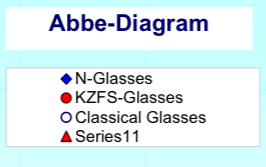 Abbe-Diagram
N-Glasses
KZFS-Glasses
Classical Glasses
Series11